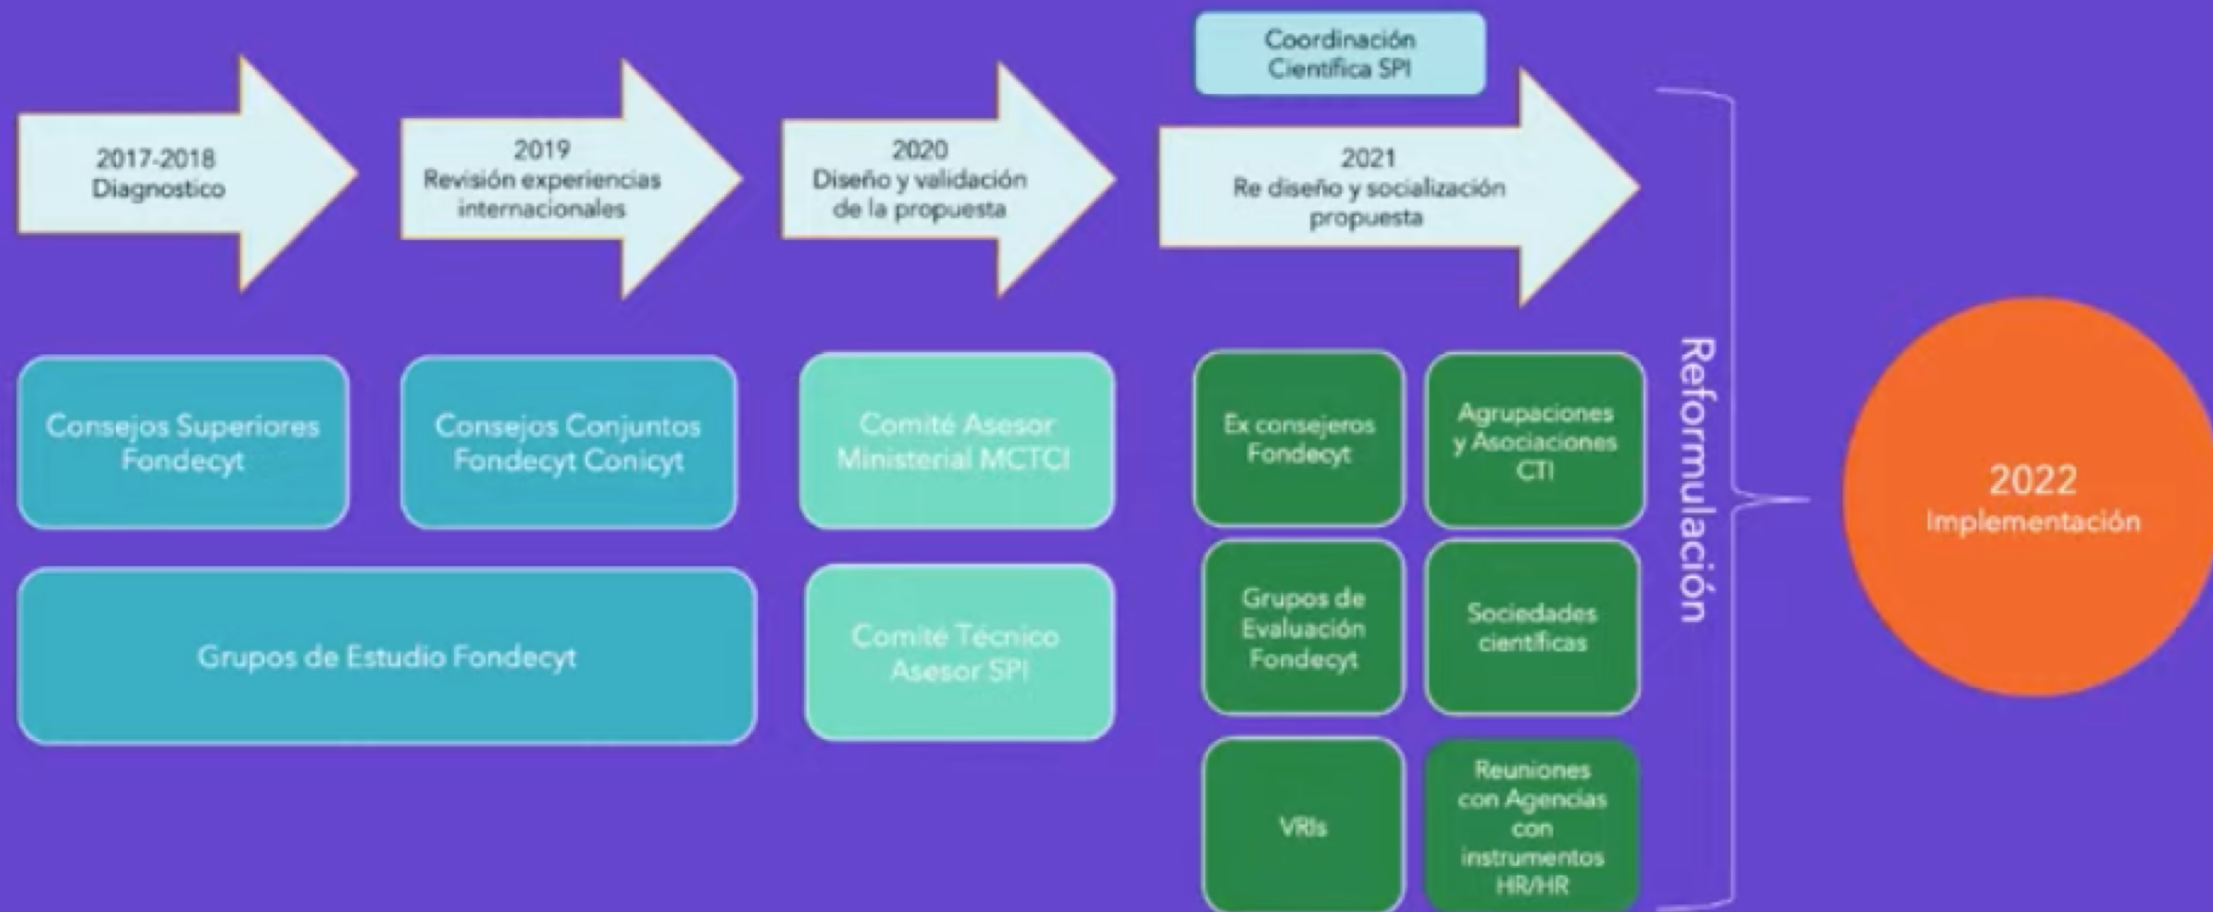 Coordinación
Científica SPI
2017-2018
Diagnostico
2019
Revisión experiencias
internacionales
2020
Diseño y validación
de la propuesta
2021
Re diseño y socialización
propuesta
Consejos Superiores
Fondecyt
Consejos Conjuntos
Fondecyt Conicyt
Comité Asesor
Ministerial MCTCI
Ex consejeros
Fondecyt
Agrupaciones
y Asociaciones
CTI
Grupos de Estudio Fondecyt
Comité Técnico
Asesor SPI
Grupos de
Evaluación
Fondecyt
Sociedades
científicas
VRIs
Reuniones
con Agencias
con
instrumentos
HR/HR
Reformulación
2022
Implementación